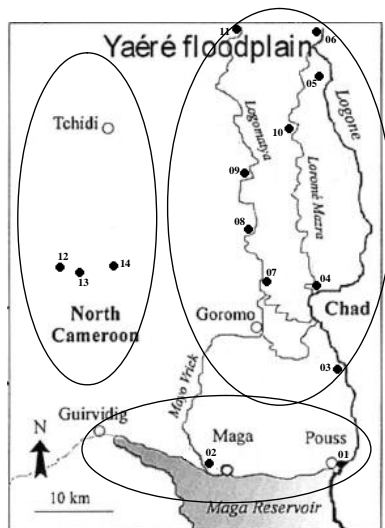 Yaéré floodplain
11
06
05
Tchidi
Logomatya
10
Logone
Loromé Mazra
09
08
12
13
14
07
04
North
Cameroon
Goromo
Chad
03
Mayo Vrick
N
Guirvidig
02
Maga
Pouss
01
10 km
Maga Reservoir